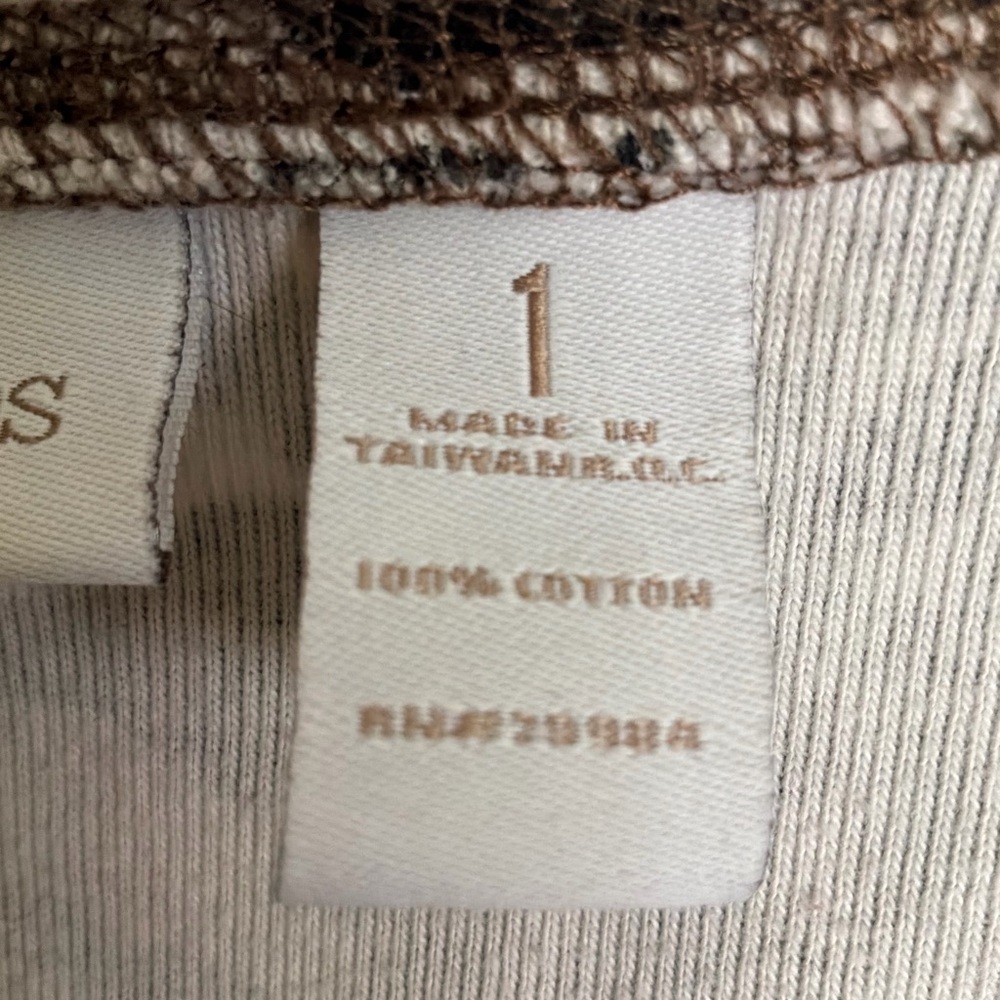 1
MADE IN
TAIWAN R.O.C.
100% COTTON